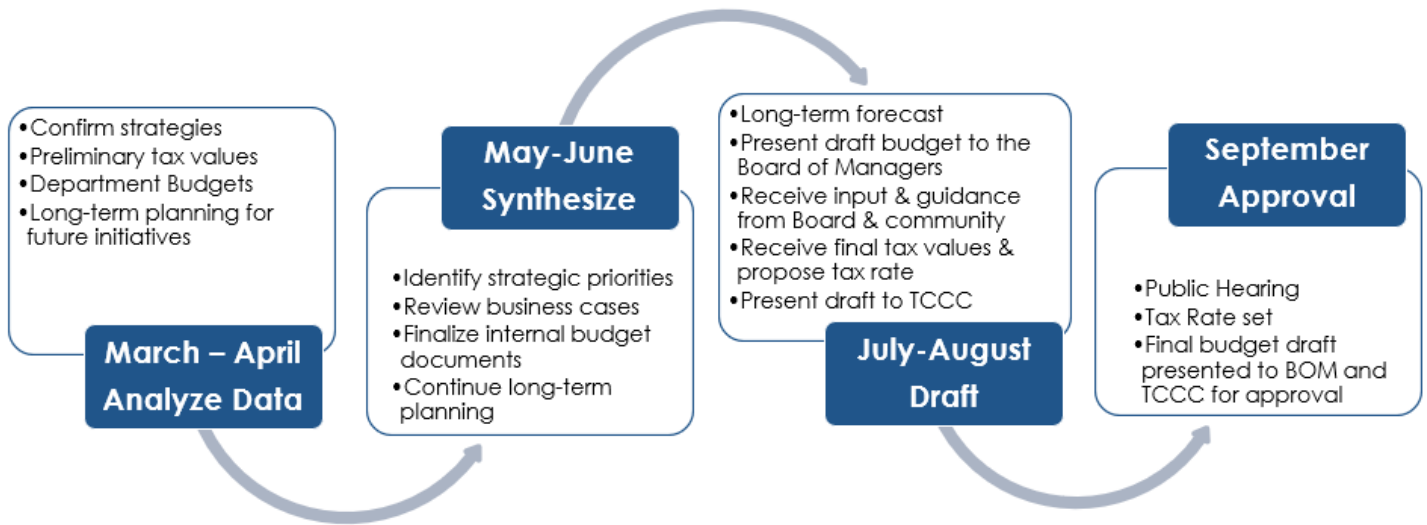 •Confirm strategies
•Preliminary tax values
•Department Budgets
•Long-term planning for
future initiatives
March – April
Analyze Data
May-June
Synthesize
•Identify strategic priorities
•Review business cases
•Finalize internal budget
documents
•Continue long-term
planning
•Long-term forecast
•Present draft budget to the
Board of Managers
•Receive input & guidance
from Board & community
•Receive final tax values &
propose tax rate
•Present draft to TCCC
July-August
Draft
September
Approval
•Public Hearing
•Tax Rate set
•Final budget draft
presented to BOM and
TCCC for approval